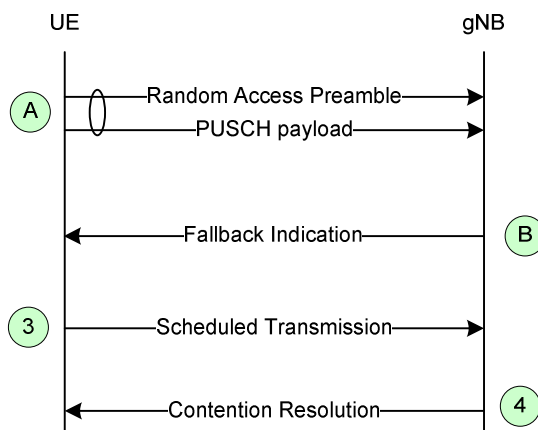 UE
gNB
A
Random Access Preamble
PUSCH payload
Fallback Indication
B
3
Scheduled Transmission
Contention Resolution
4